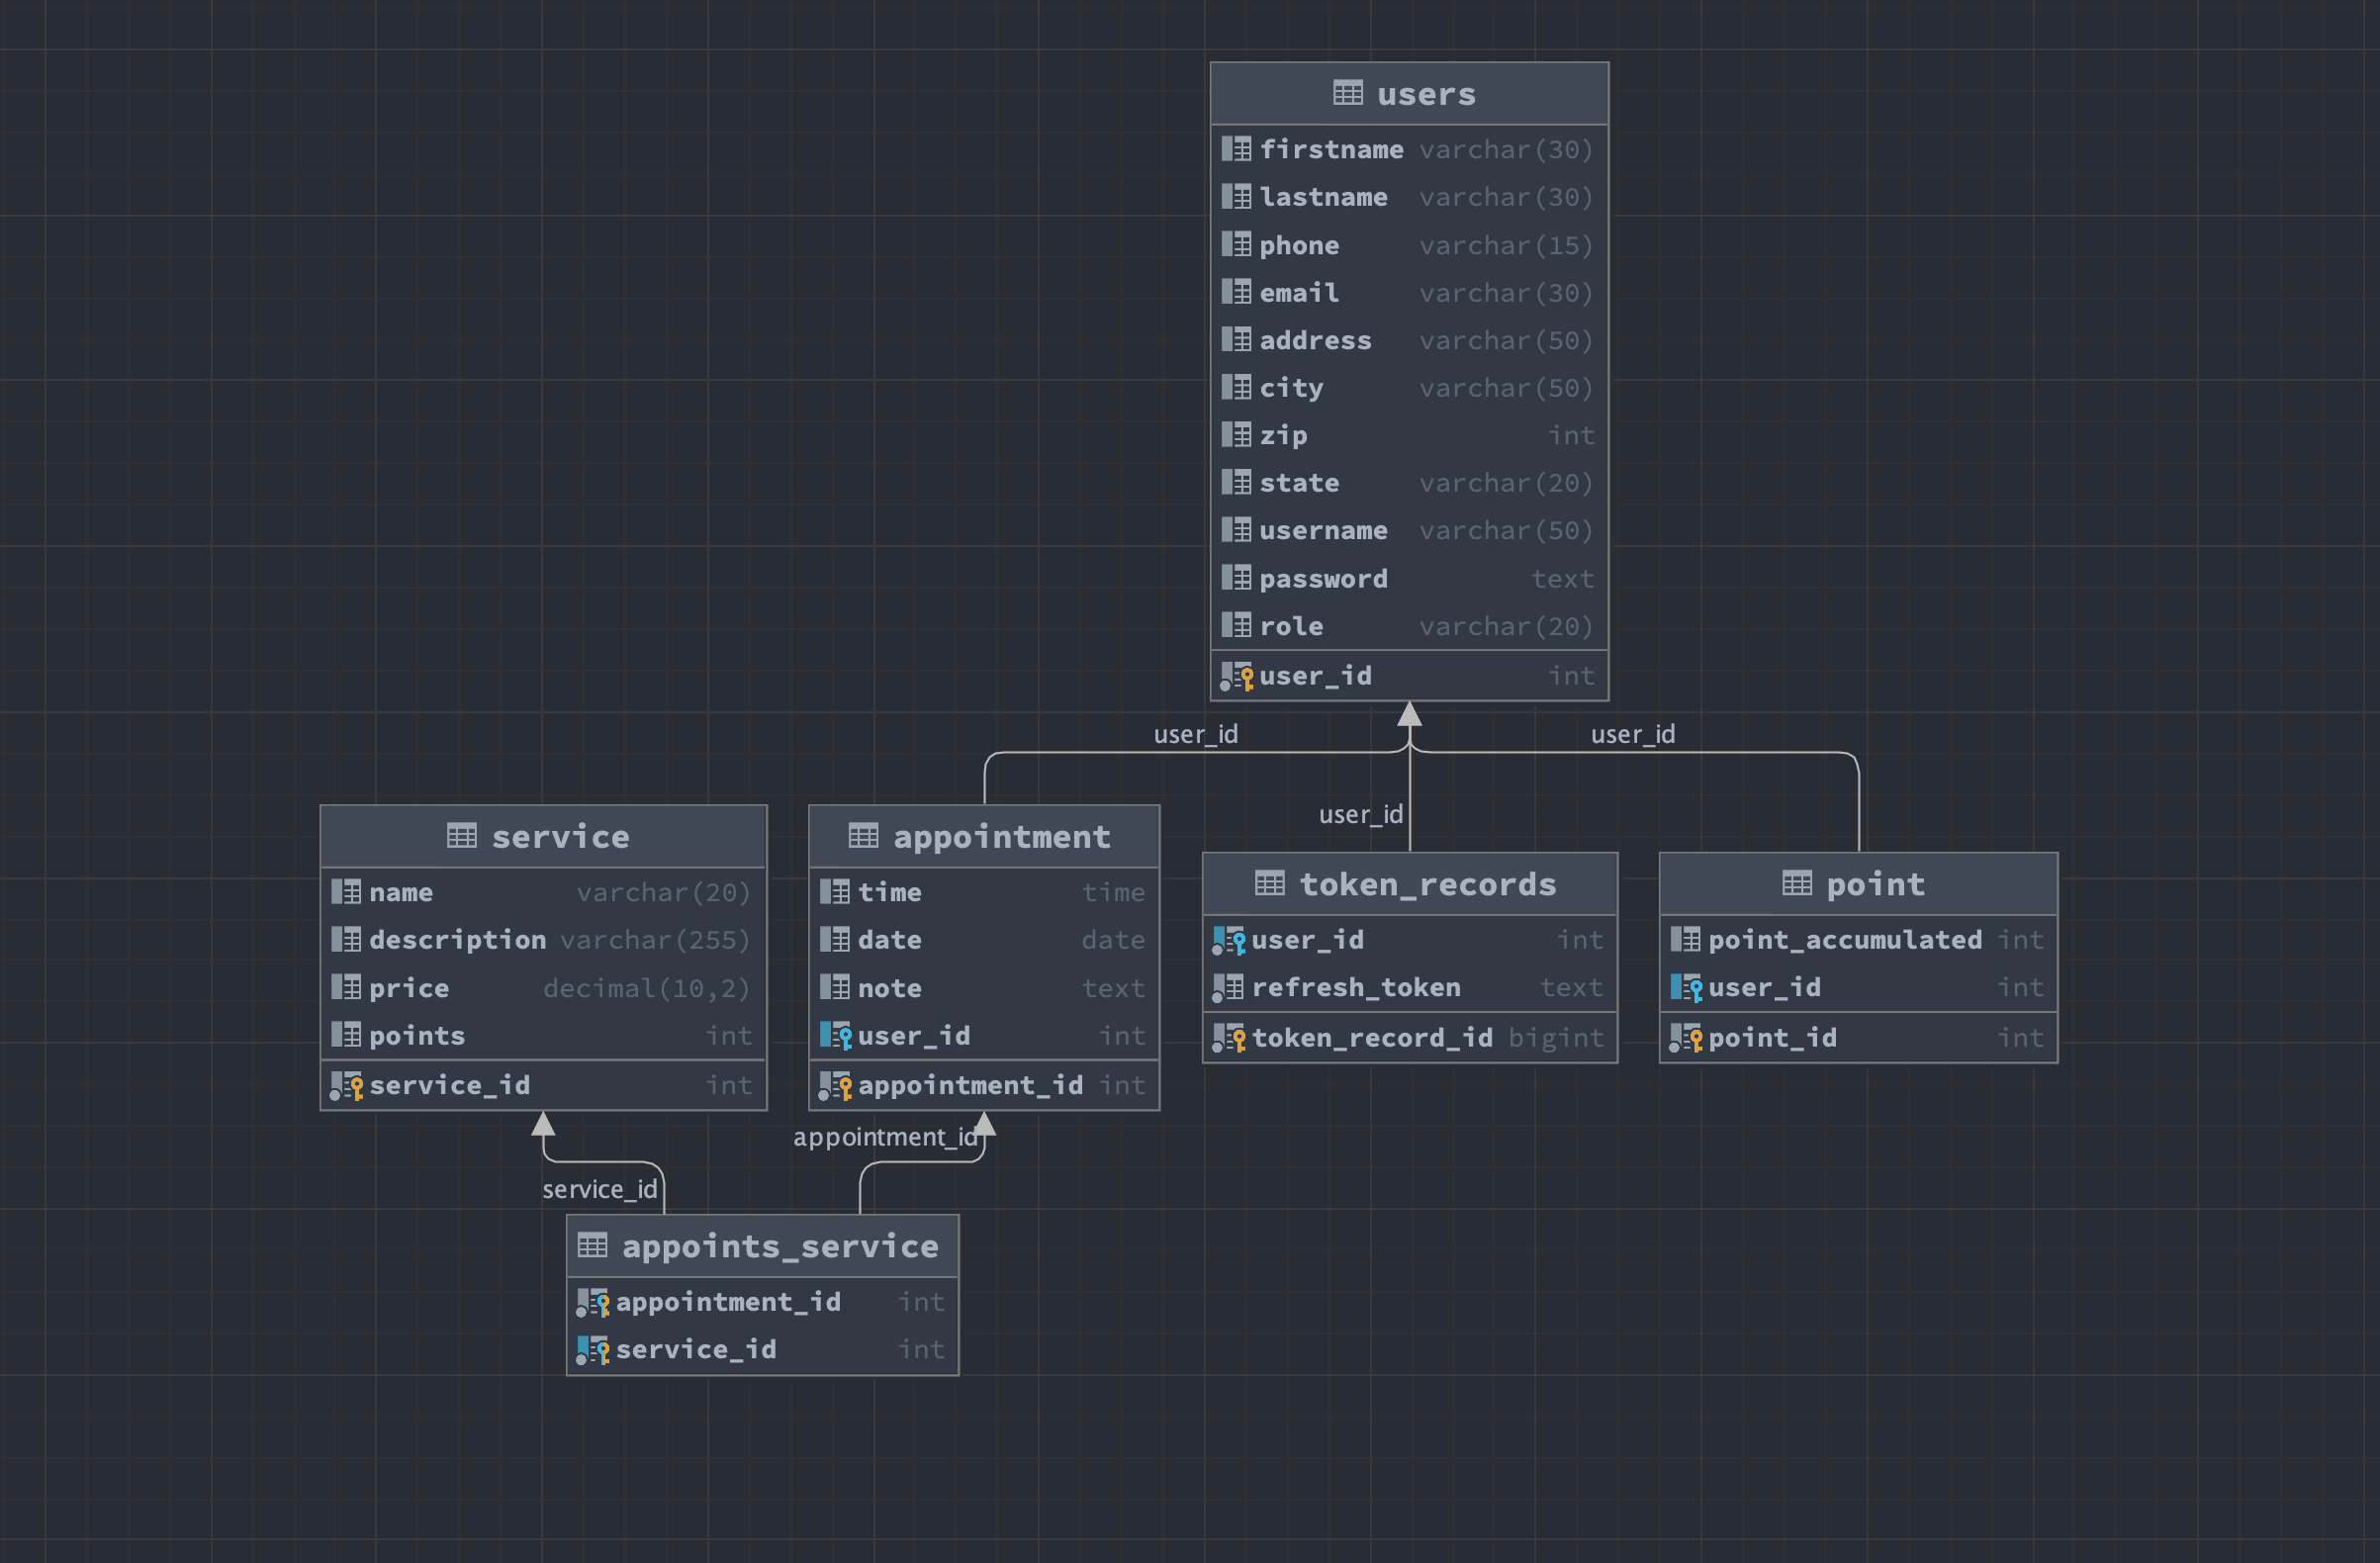 users
firstname varchar(30)
lastname varchar(30)
phone varchar(15)
email varchar(30)
address varchar(50)
city varchar(50)
zip int
state varchar(20)
username varchar(50)
password text
role varchar(20)
user_id int
user_id
user_id
user_id
service
name varchar(20)
description varchar(255)
price decimal(10,2)
points int
service_id int
appointment
time time
date date
note text
user_id int
appointment_id int
token_records
user_id int
refresh_token text
token_record_id bigint
point
point_accumulated int
user_id int
point_id int
appointment_id
service_id
appoints_service
appointment_id int
service_id int